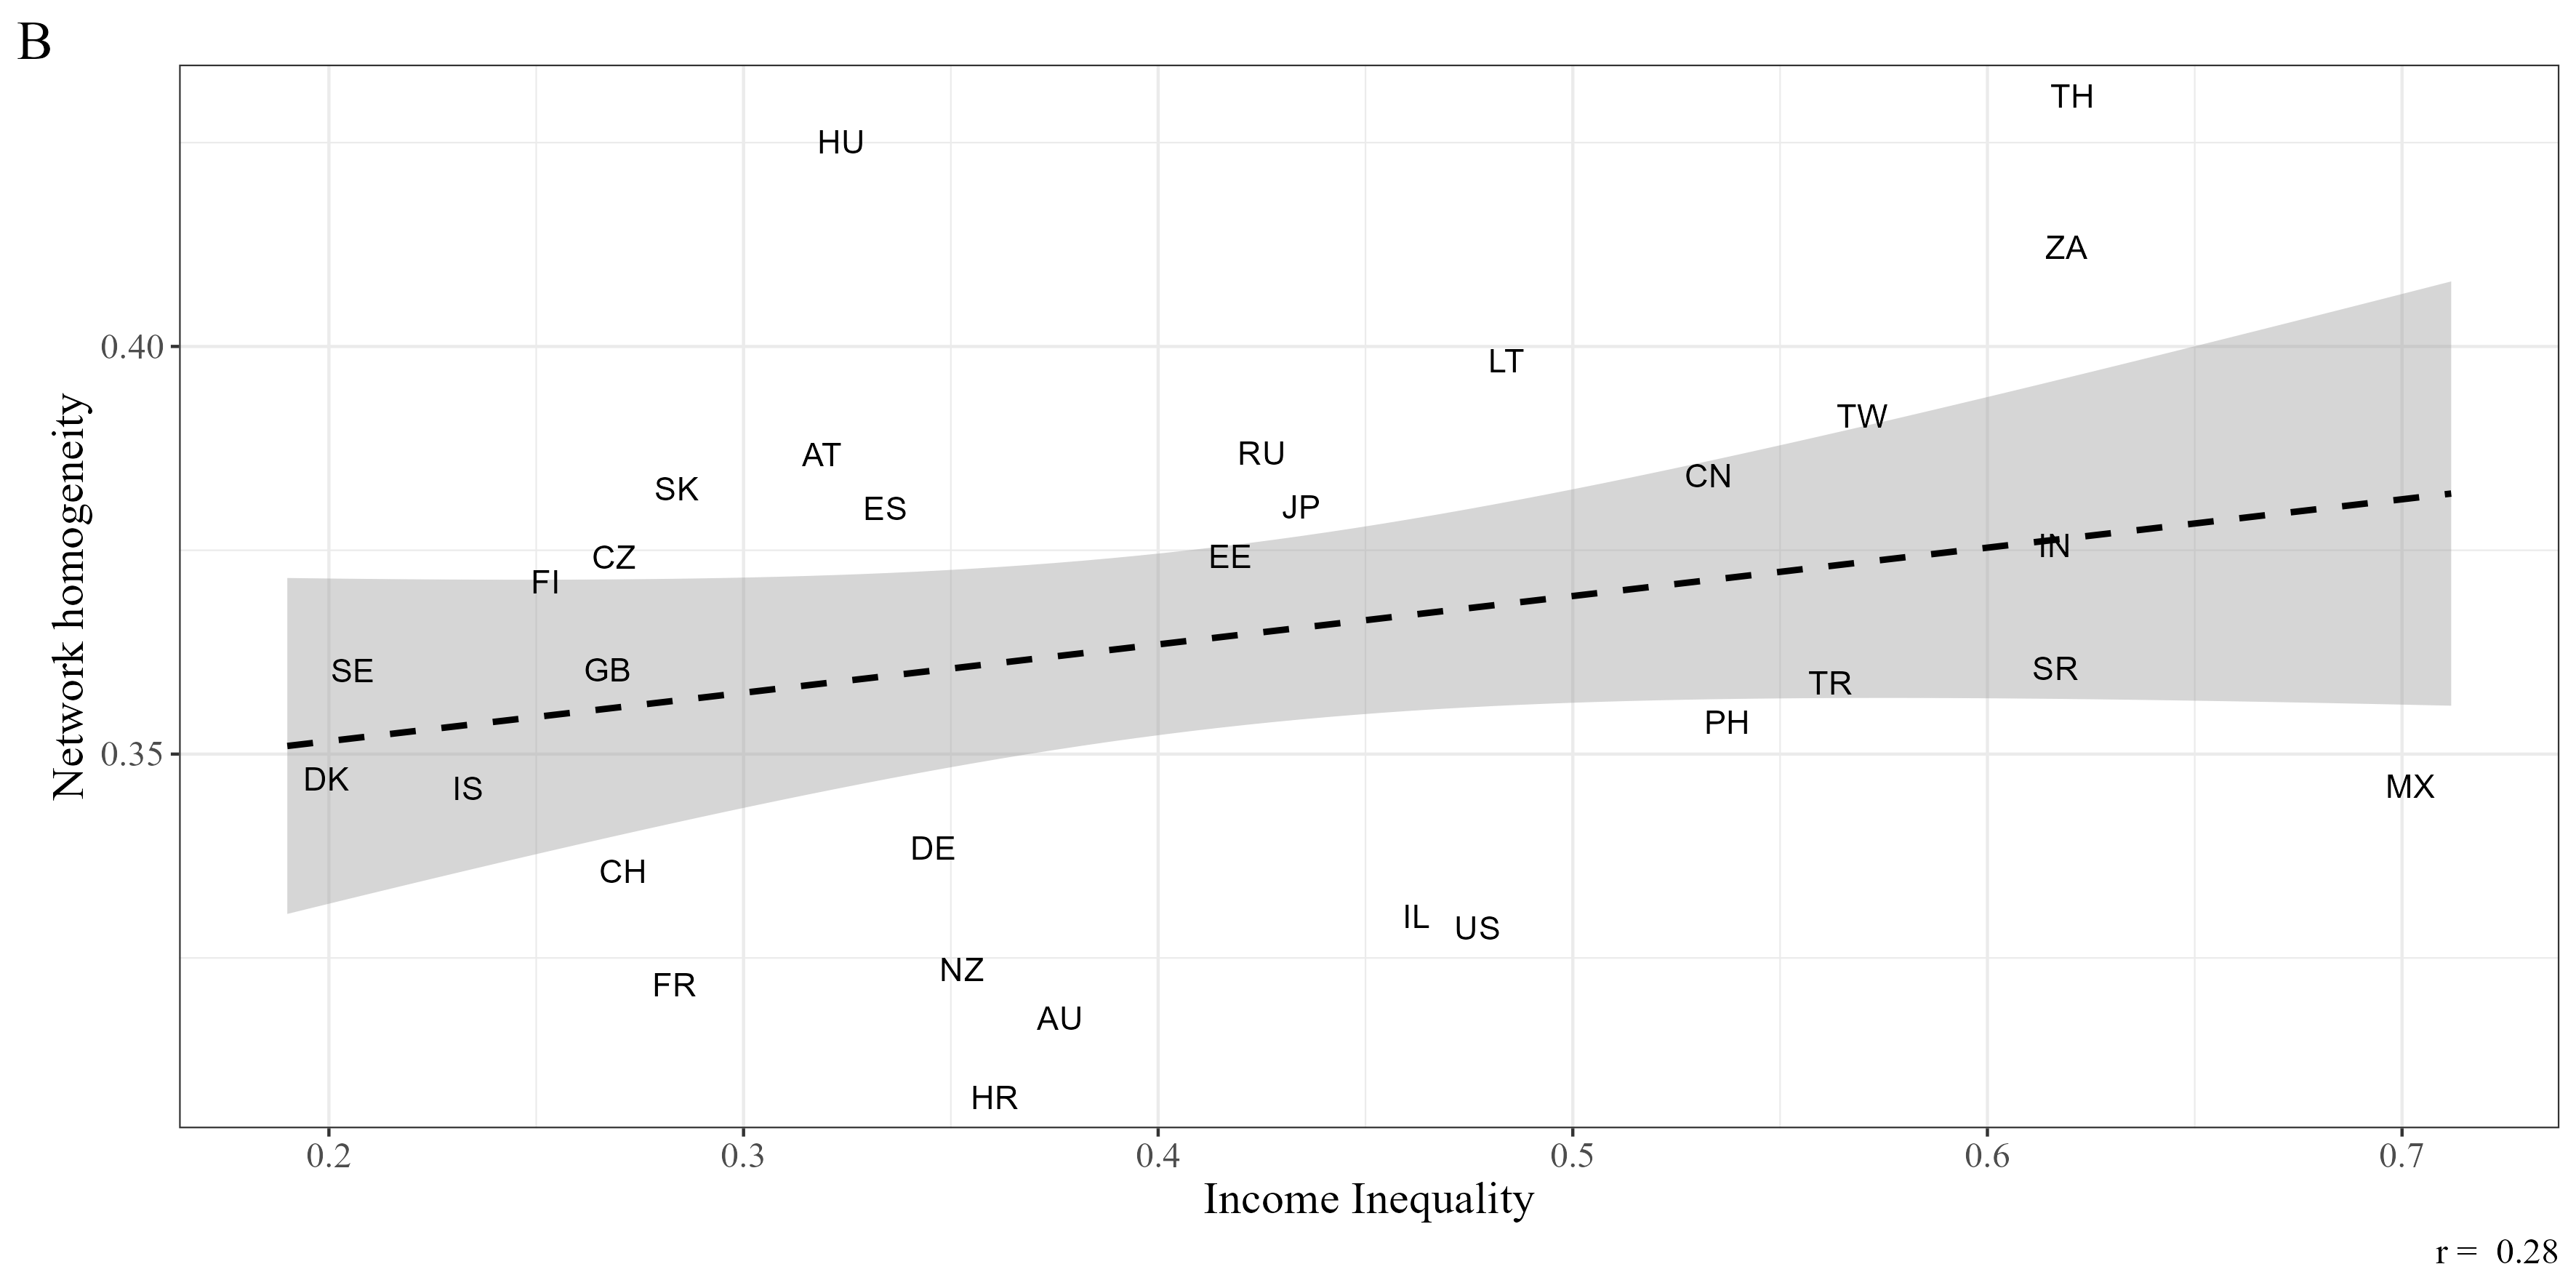 B
TH
HU
ZA
0.40
LT
TW
AT
RU
CN
SK
ES
JP
IN
CZ
EE
FI
SE
GB
SR
TR
PH
0.35
DK
IS
MX
DE
CH
IL
US
NZ
FR
AU
HR
Network homogeneity
0.2 0.3 0.4 0.5 0.6 0.7
Income Inequality
r = 0.28